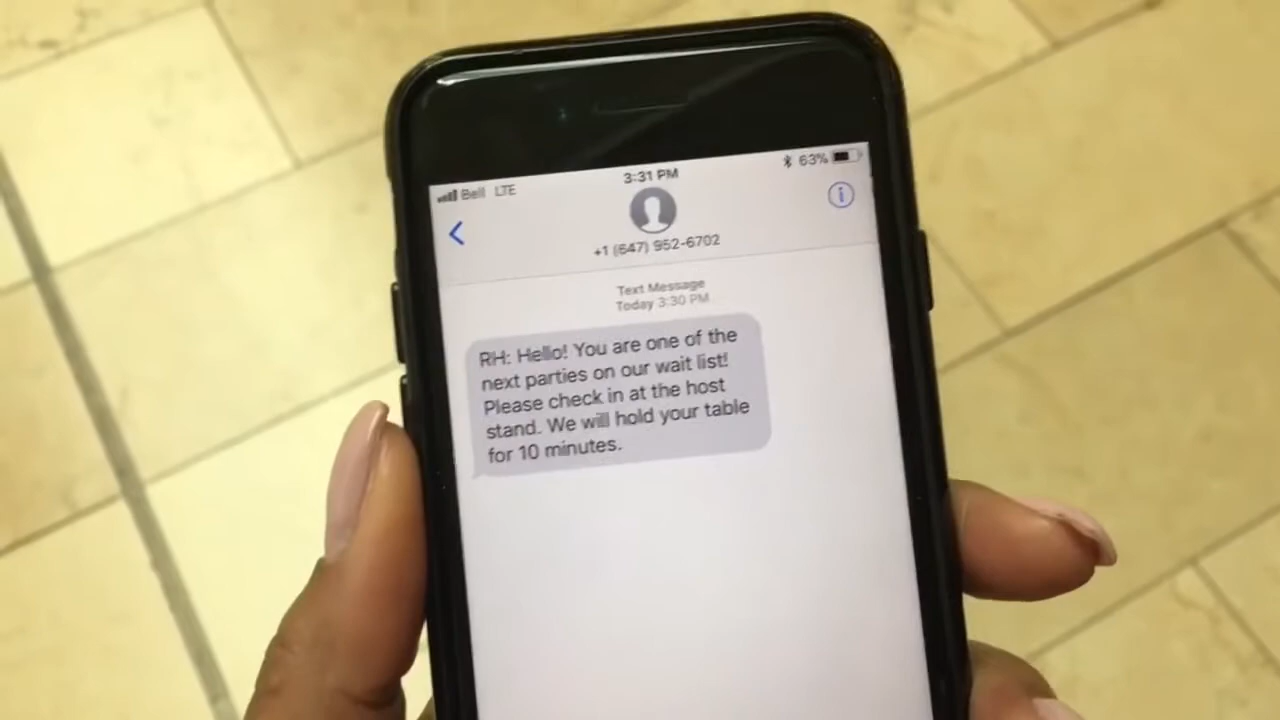 Bell LTE 3:31 PM 63%
+1 (647) 952-6702
Text Message
Today 3:30 PM
RH: Hello! You are one of the
next parties on our wait list!
Please check in at the host
stand. We will hold your table
for 10 minutes.